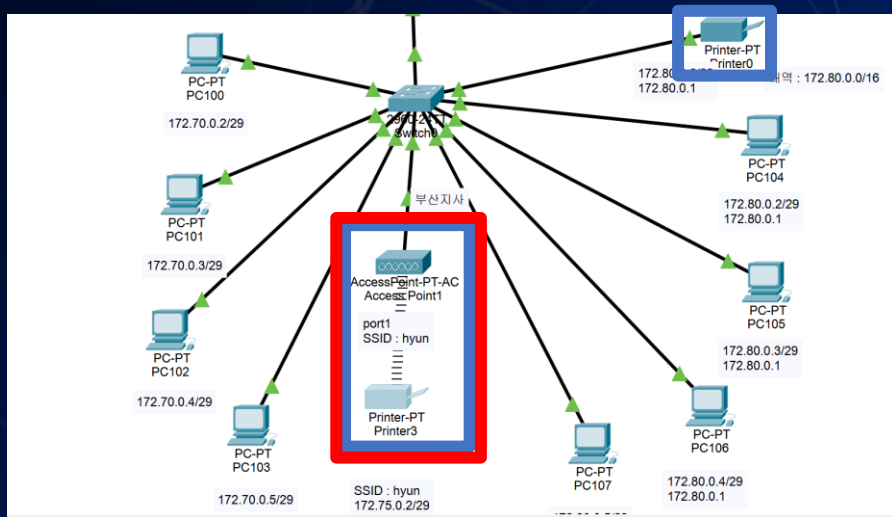 PC-PT
PC100
172.70.0.2/29
Printer-PT
Printer0
172.80.
대역 : 172.80.0.0/16
172.80.0.1
Switch0
PC-PT
PC104
172.80.0.2/29
172.80.0.1
PC-PT
PC101
172.70.0.3/29
부산지사
AccessPoint-PT-AC
Access Point1
port1
SSID : hyun
PC-PT
PC105
172.80.0.3/29
172.80.0.1
PC-PT
PC102
172.70.0.4/29
Printer-PT
Printer3
SSID : hyun
172.75.0.2/29
PC-PT
PC103
172.70.0.5/29
PC-PT
PC106
172.80.0.4/29
172.80.0.1
PC-PT
PC107